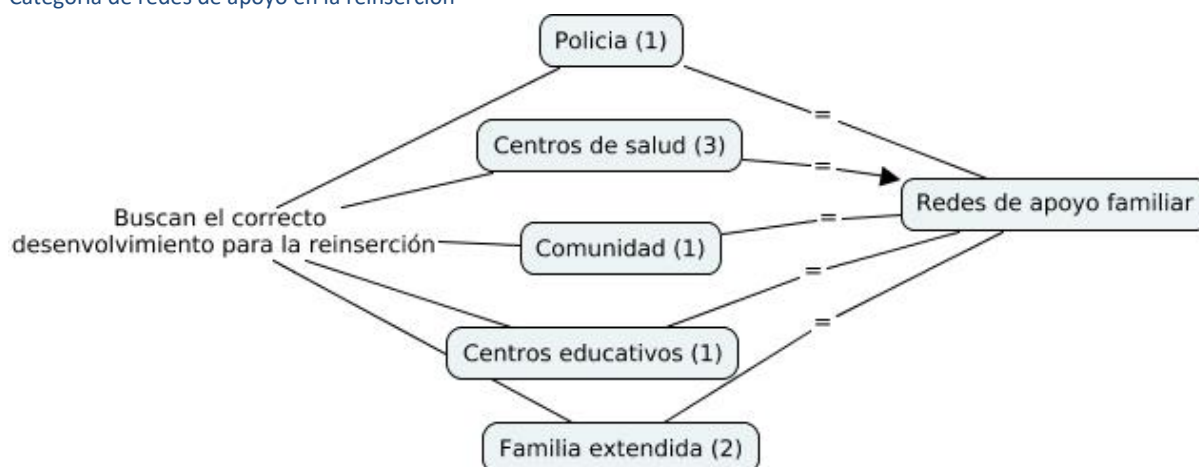 Categoría de redes de apoyo en la reinserción
Policia (1)
=
Centros de salud (3)
=
Redes de apoyo familiar
Buscan el correcto
desenvolvimiento para la reinserción
=
Comunidad (1)
=
Centros educativos (1)
=
Familia extendida (2)